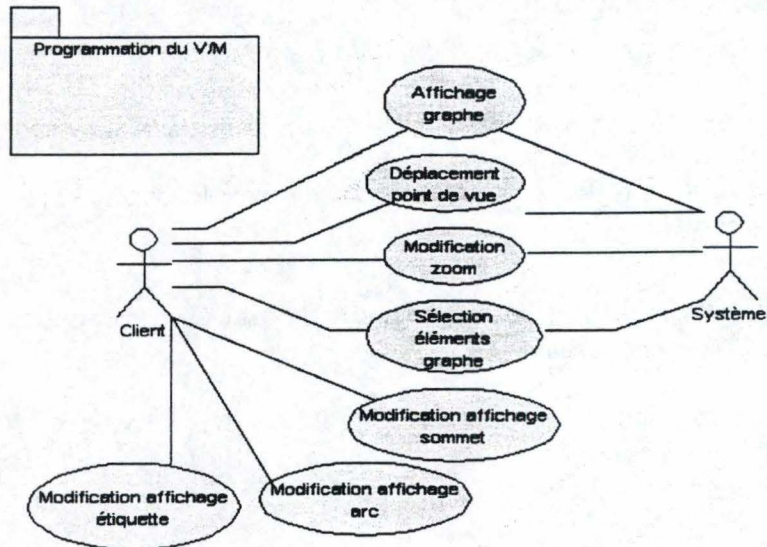 Programmation du V/M
Affichage
graphe
Déplacement
point de vue
Modification
zoom
Client
Système
Sélection
éléments
graphe
Modification affichage
sommet
Modification affichage
étiquette
Modification affichage
arc